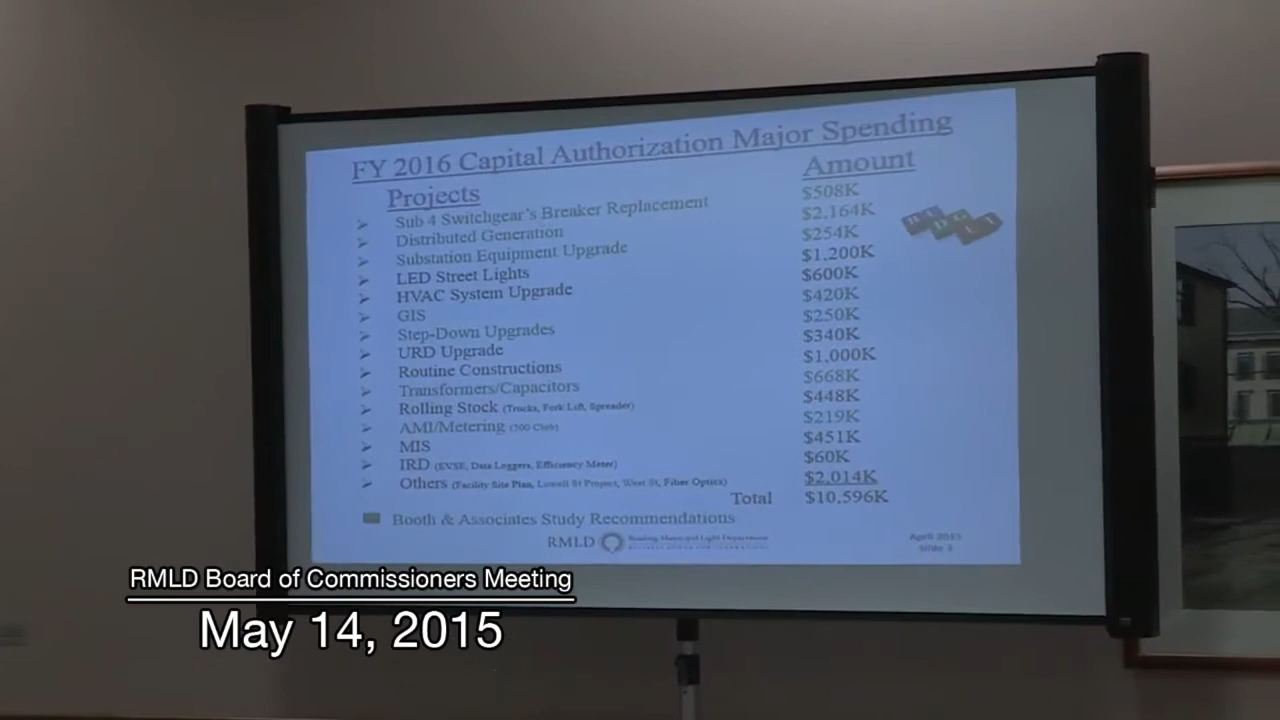 FY 2016 Capital Authorization Major Spending
Projects Amount
Sub 4 Switchgear's Breaker Replacement $508K
Distributed Generation $2,164K
Substation Equipment Upgrade $254K
LED Street Lights $1,200K
HVAC System Upgrade $600K
GIS $420K
Step-Down Upgrades $250K
URD Upgrade $340K
Routine Constructions $1,000K
Transformers/Capacitors $668K
Rolling Stock (Trucks, Fork Lift, Spreader) $448K
AMI/Metering (500 Club) $219K
MIS $451K
IRD (EVSE, Data Loggers, Efficiency Meter) $60K
Others (Facility Site Plan, Lowell St Project, West St, Fiber Optics) $2,014K
Total $10,596K
Booth & Associates Study Recommendations
RMLD Reading Municipal Light Department
April 2015
Slide
BUDGET
RMLD Board of Commissioners Meeting
May 14, 2015